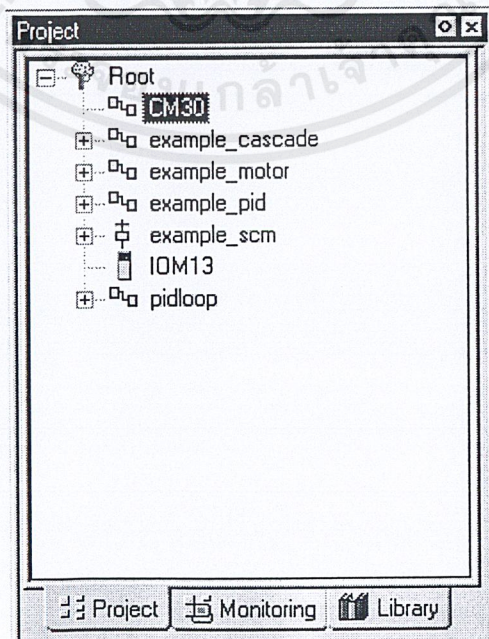 Project
Root
CM30
example_cascade
example_motor
example_pid
example_scm
IOM13
pidloop
Project Monitoring Library